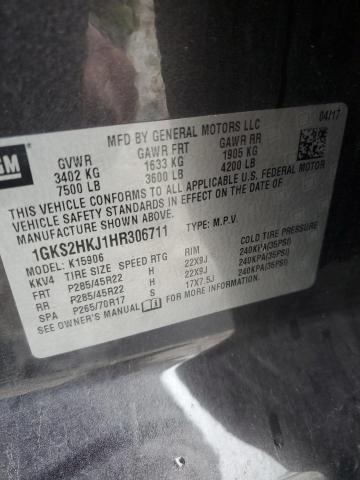 GM
04/17
MFD BY GENERAL MOTORS LLC
GVWR GAWR FRT GAWR RR
3402 KG 1633 KG 1905 KG
7500 LB 3600 LB 4200 LB
THIS VEHICLE CONFORMS TO ALL APPLICABLE U.S. FEDERAL MOTOR
VEHICLE SAFETY STANDARDS IN EFFECT ON THE DATE OF
MANUFACTURE SHOWN ABOVE.
1GKS2HKJ1HR306711 TYPE: M.P.V.
MODEL: K15906
KKV4 TIRE SIZE SPEED RTG RIM COLD TIRE PRESSURE
FRT P285/45R22 H 22X9J 240KPA(35PSI)
RR P285/45R22 H 22X9J 240KPA(35PSI)
SPA P265/70R17 S 17X7.5J 240KPA(35PSI)
SEE OWNER'S MANUAL FOR MORE INFORMATION